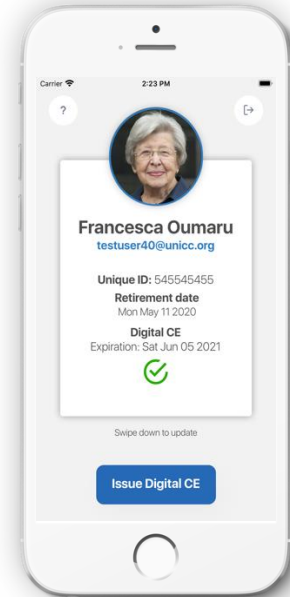 Carrier 2:23 PM
?
Francesca Oumaru
testuser40@unicc.org
Unique ID: 545545455
Retirement date
Mon May 11 2020
Digital CE
Expiration: Sat Jun 05 2021
Swipe down to update
Issue Digital CE